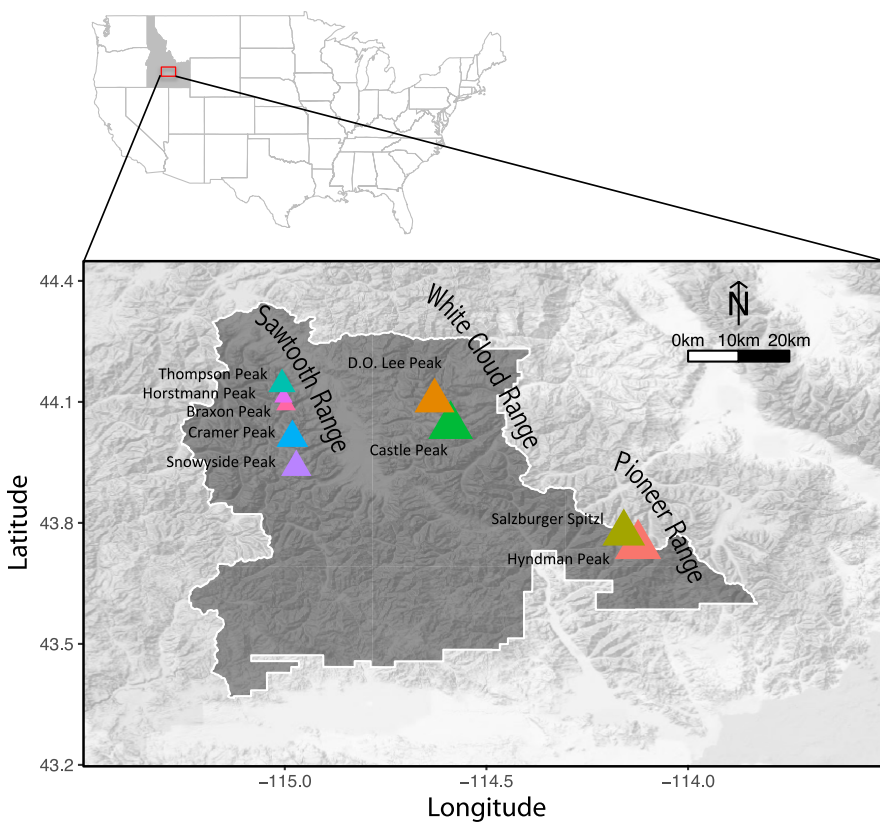 44.4
44.1
43.8
43.5
43.2
Latitude
N
0km 10km 20km
Sawtooth Range
White Cloud Range
Pioneer Range
D.O. Lee Peak
Thompson Peak
Horstmann Peak
Braxon Peak
Cramer Peak
Castle Peak
Snowyside Peak
Salzburger Spitzl
Hyndman Peak
−115.0 −114.5 −114.0
Longitude